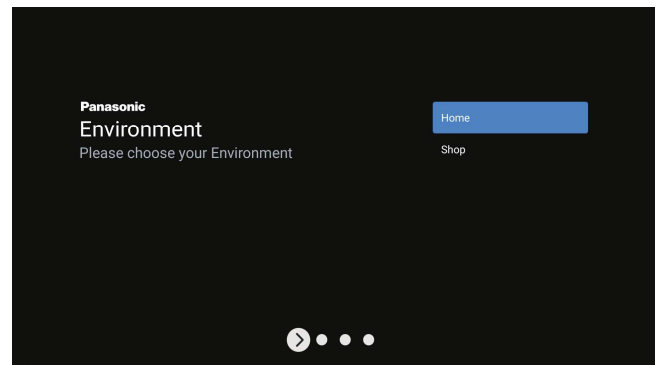 Panasonic
Environment
Please choose your Environment
Home
Shop